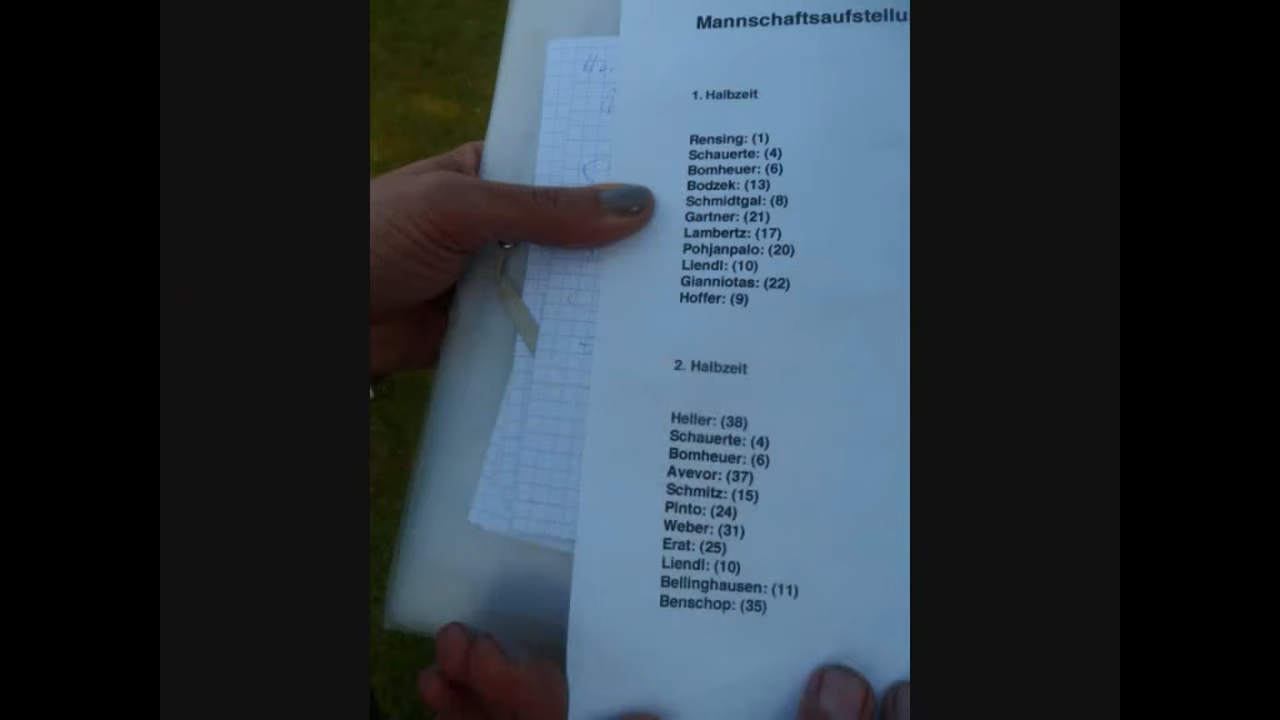 Mannschaftsaufstellu
1. Halbzeit
Rensing: (1)
Schauerte: (4)
Bomheuer: (6)
Bodzek: (13)
Schmidtgal: (8)
Gartner: (21)
Lambertz: (17)
Pohjanpalo: (20)
Liendl: (10)
Gianniotas: (22)
Hoffer: (9)
2. Halbzeit
Heller: (38)
Schauerte: (4)
Bomheuer: (6)
Avevor: (37)
Schmitz: (15)
Pinto: (24)
Weber: (31)
Erat: (25)
Liendl: (10)
Bellinghausen: (11)
Benschop: (35)